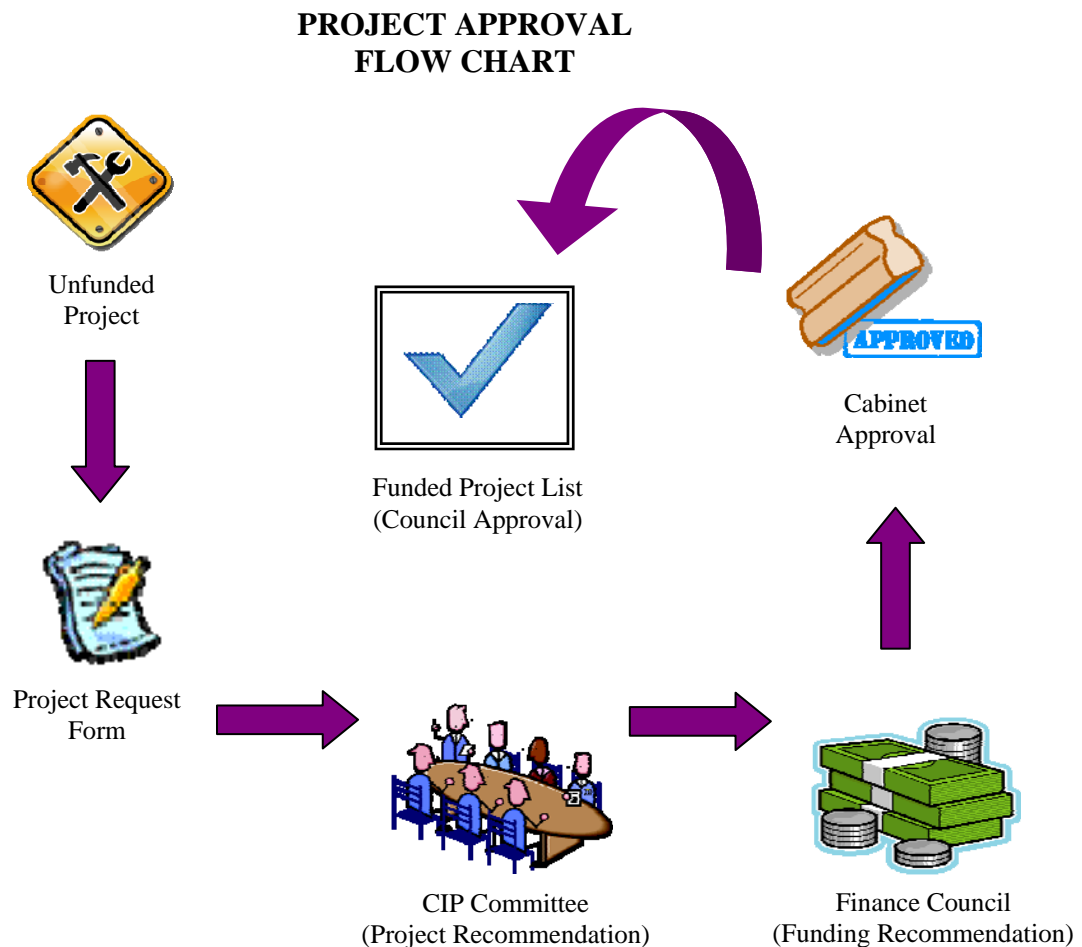 PROJECT APPROVAL
FLOW CHART
Unfunded
Project
Project Request
Form
CIP Committee
(Project Recommendation)
Finance Council
(Funding Recommendation)
APPROVED
Cabinet
Approval
Funded Project List
(Council Approval)